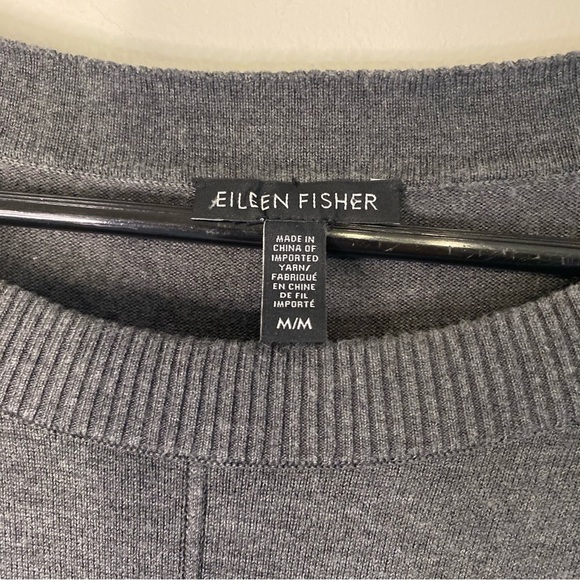 EILEEN FISHER
MADE IN
CHINA OF
IMPORTED
YARN/
FABRIQUÉ
EN CHINE
DE FIL
IMPORTÉ
M/M